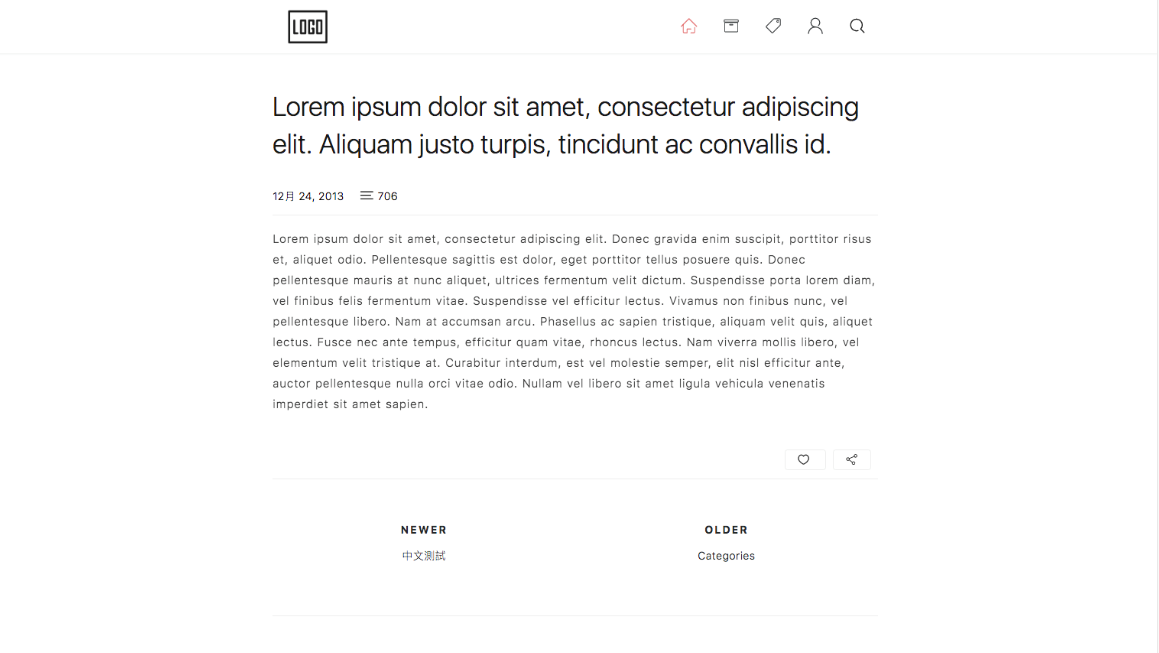 LOGO
Lorem ipsum dolor sit amet, consectetur adipiscing
elit. Aliquam justo turpis, tincidunt ac convallis id.
12月 24, 2013 706
Lorem ipsum dolor sit amet, consectetur adipiscing elit. Donec gravida enim suscipit, porttitor risus
et, aliquet odio. Pellentesque sagittis est dolor, eget porttitor tellus posuere quis. Donec
pellentesque mauris at nunc aliquet, ultrices fermentum velit dictum. Suspendisse porta lorem diam,
vel finibus felis fermentum vitae. Suspendisse vel efficitur lectus. Vivamus non finibus nunc, vel
pellentesque libero. Nam at accumsan arcu. Phasellus ac sapien tristique, aliquam velit quis, aliquet
lectus. Fusce nec ante tempus, efficitur quam vitae, rhoncus lectus. Nam viverra mollis libero, vel
elementum velit tristique at. Curabitur interdum, est vel molestie semper, elit nisl efficitur ante,
auctor pellentesque nulla orci vitae odio. Nullam vel libero sit amet ligula vehicula venenatis
imperdiet sit amet sapien.
NEWER
中文測試
OLDER
Categories